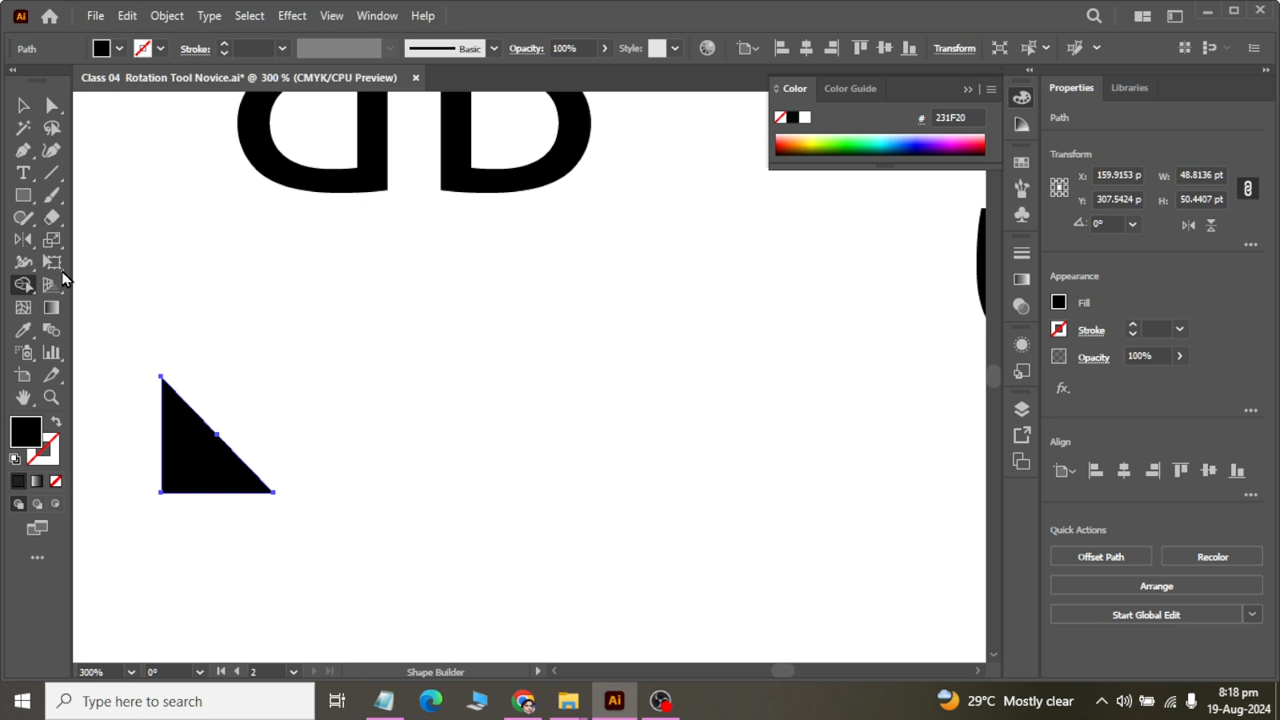 Ai File Edit Object Type Select Effect View Window Help
Path Stroke: Basic Opacity: 100% Style: Transform
Class 04 Rotation Tool Novice.ai* @ 300 % (CMYK/CPU Preview) ×
Color Color Guide
# 231F20
Properties Libraries
Path
Transform
X: 159.9153 p W: 48.8136 pt
Y: 307.5424 p H: 50.4407 pt
0°
Appearance
Fill
Stroke
Opacity 100%
fx.
Align
Quick Actions
Offset Path Recolor
Arrange
Start Global Edit
300% 0° 2 Shape Builder
Type here to search Ai 29°C Mostly clear 8:18 pm
19-Aug-2024